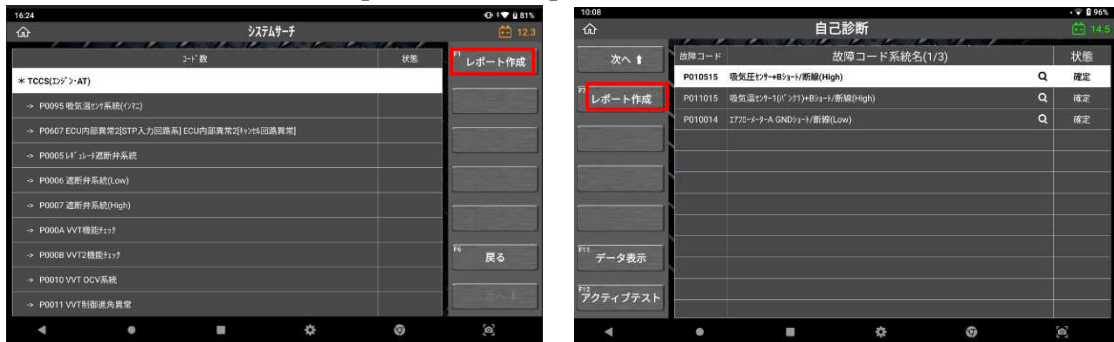 16:24
81%
システムサーチ
12.3
コード数
状態
F1
レポート作成
* TCCS(エンジン・AT)
-> P0095 吸気温センサ系統(インマニ)
-> P0607 ECU内部異常2[STP入力回路系] ECU内部異常2[キャンセル回路異常]
-> P0005 レギュレータ遮断弁系統
-> P0006 遮断弁系統(Low)
-> P0007 遮断弁系統(High)
-> P000A VVT機能チェック
-> P000B VVT2機能チェック
-> P0010 VVT OCV系統
-> P0011 VVT制御進角異常
F6
戻る
次へ⬇
10:08
96%
自己診断
14.5
次へ⬆
故障コード
故障コード系統名(1/3)
状態
P010515 吸気圧センサー+Bショート/断線(High) 確定
F7
レポート作成
P011015 吸気温センサー1(バンク1)+Bショート/断線(High) 確定
P010014 エアフローメーターA GNDショート/断線(Low) 確定
F11
データ表示
F12
アクティブテスト